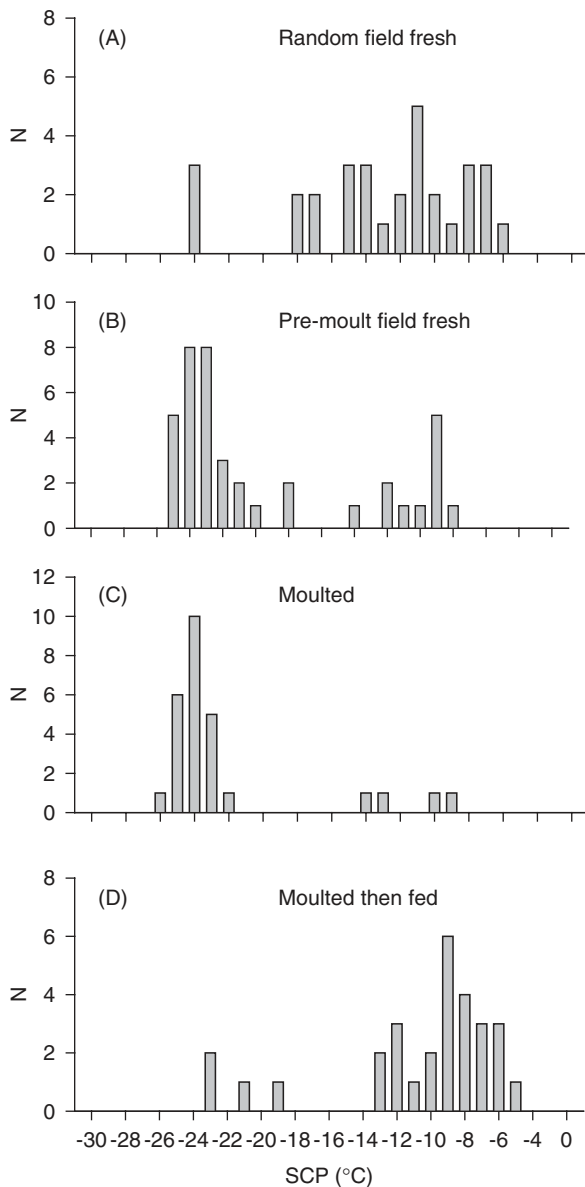 8
(A)
Random field fresh
6
N
4
2
0
10
(B)
Pre-moult field fresh
8
6
N
4
2
0
12
(C)
Moulted
10
8
N
6
4
2
0
8
(D)
Moulted then fed
6
N
4
2
0
-30 -28 -26 -24 -22 -20 -18 -16 -14 -12 -10 -8 -6 -4 -2 0
SCP (°C)